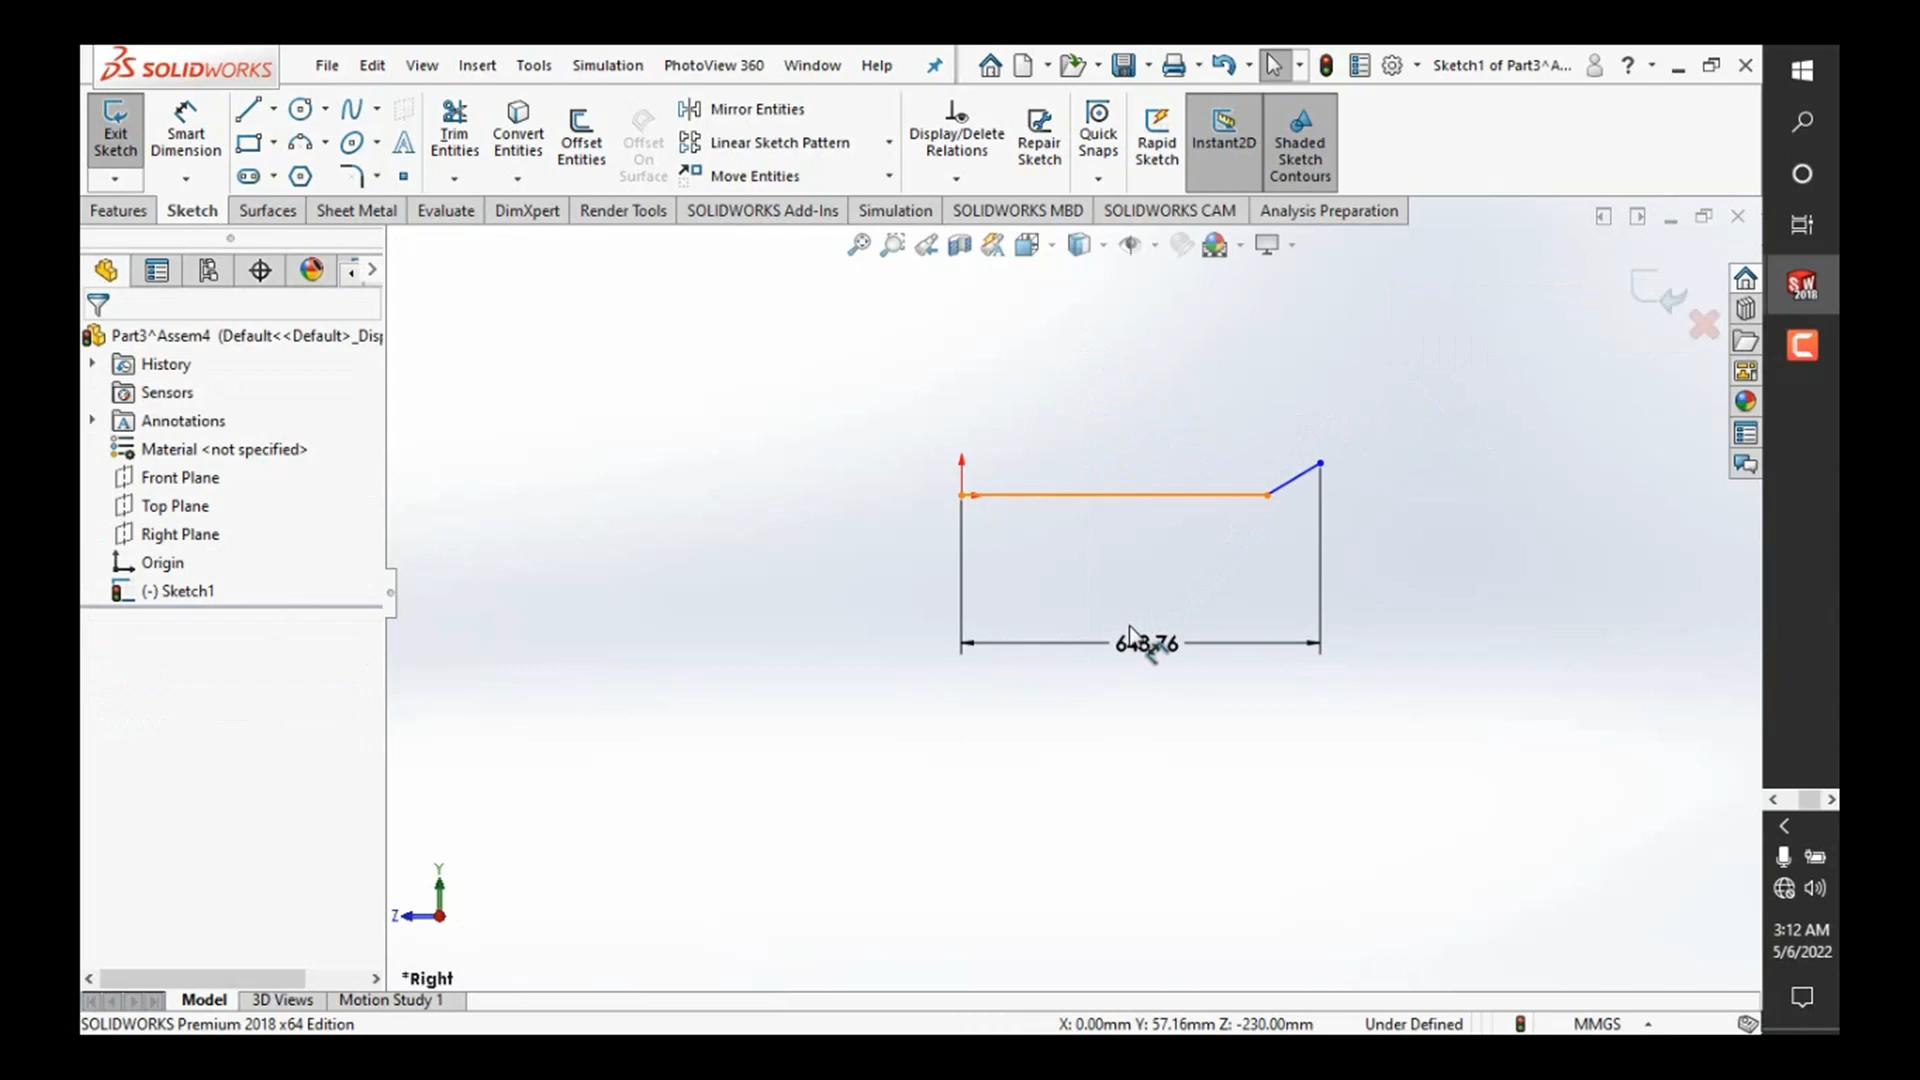 SOLIDWORKS File Edit View Insert Tools Simulation PhotoView 360 Window Help Sketch1 of Part3^A... ?
Exit Sketch
Smart Dimension
Trim Entities
Convert Entities
Offset Entities
Offset On Surface
Mirror Entities
Linear Sketch Pattern
Move Entities
Display/Delete Relations
Repair Sketch
Quick Snaps
Rapid Sketch
Instant2D
Shaded Sketch Contours
Features Sketch Surfaces Sheet Metal Evaluate DimXpert Render Tools SOLIDWORKS Add-Ins Simulation SOLIDWORKS MBD SOLIDWORKS CAM Analysis Preparation
SW 2018
Part3^Assem4 (Default<<Default>_Disp
History
Sensors
Annotations
Material <not specified>
Front Plane
Top Plane
Right Plane
Origin
(-) Sketch1
Y
Z
*Right
3:12 AM
5/6/2022
Model 3D Views Motion Study 1
SOLIDWORKS Premium 2018 x64 Edition X: 0.00mm Y: 57.16mm Z: -230.00mm Under Defined MMGS